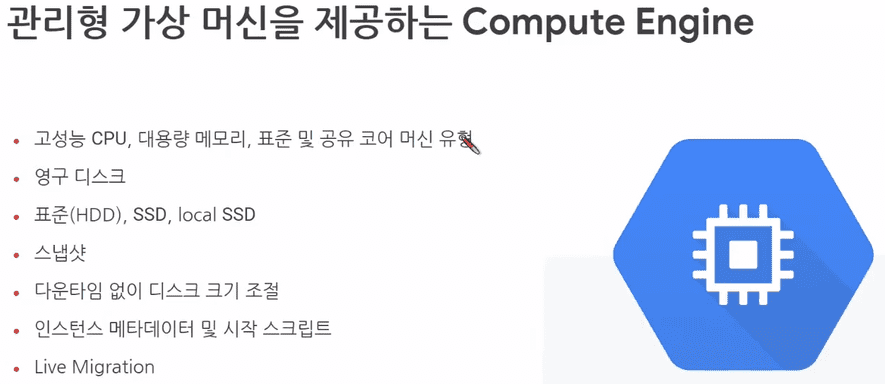 관리형 가상 머신을 제공하는 Compute Engine
고성능 CPU, 대용량 메모리, 표준 및 공유 코어 머신 유형
영구 디스크
표준(HDD), SSD, local SSD
스냅샷
다운타임 없이 디스크 크기 조절
인스턴스 메타데이터 및 시작 스크립트
Live Migration